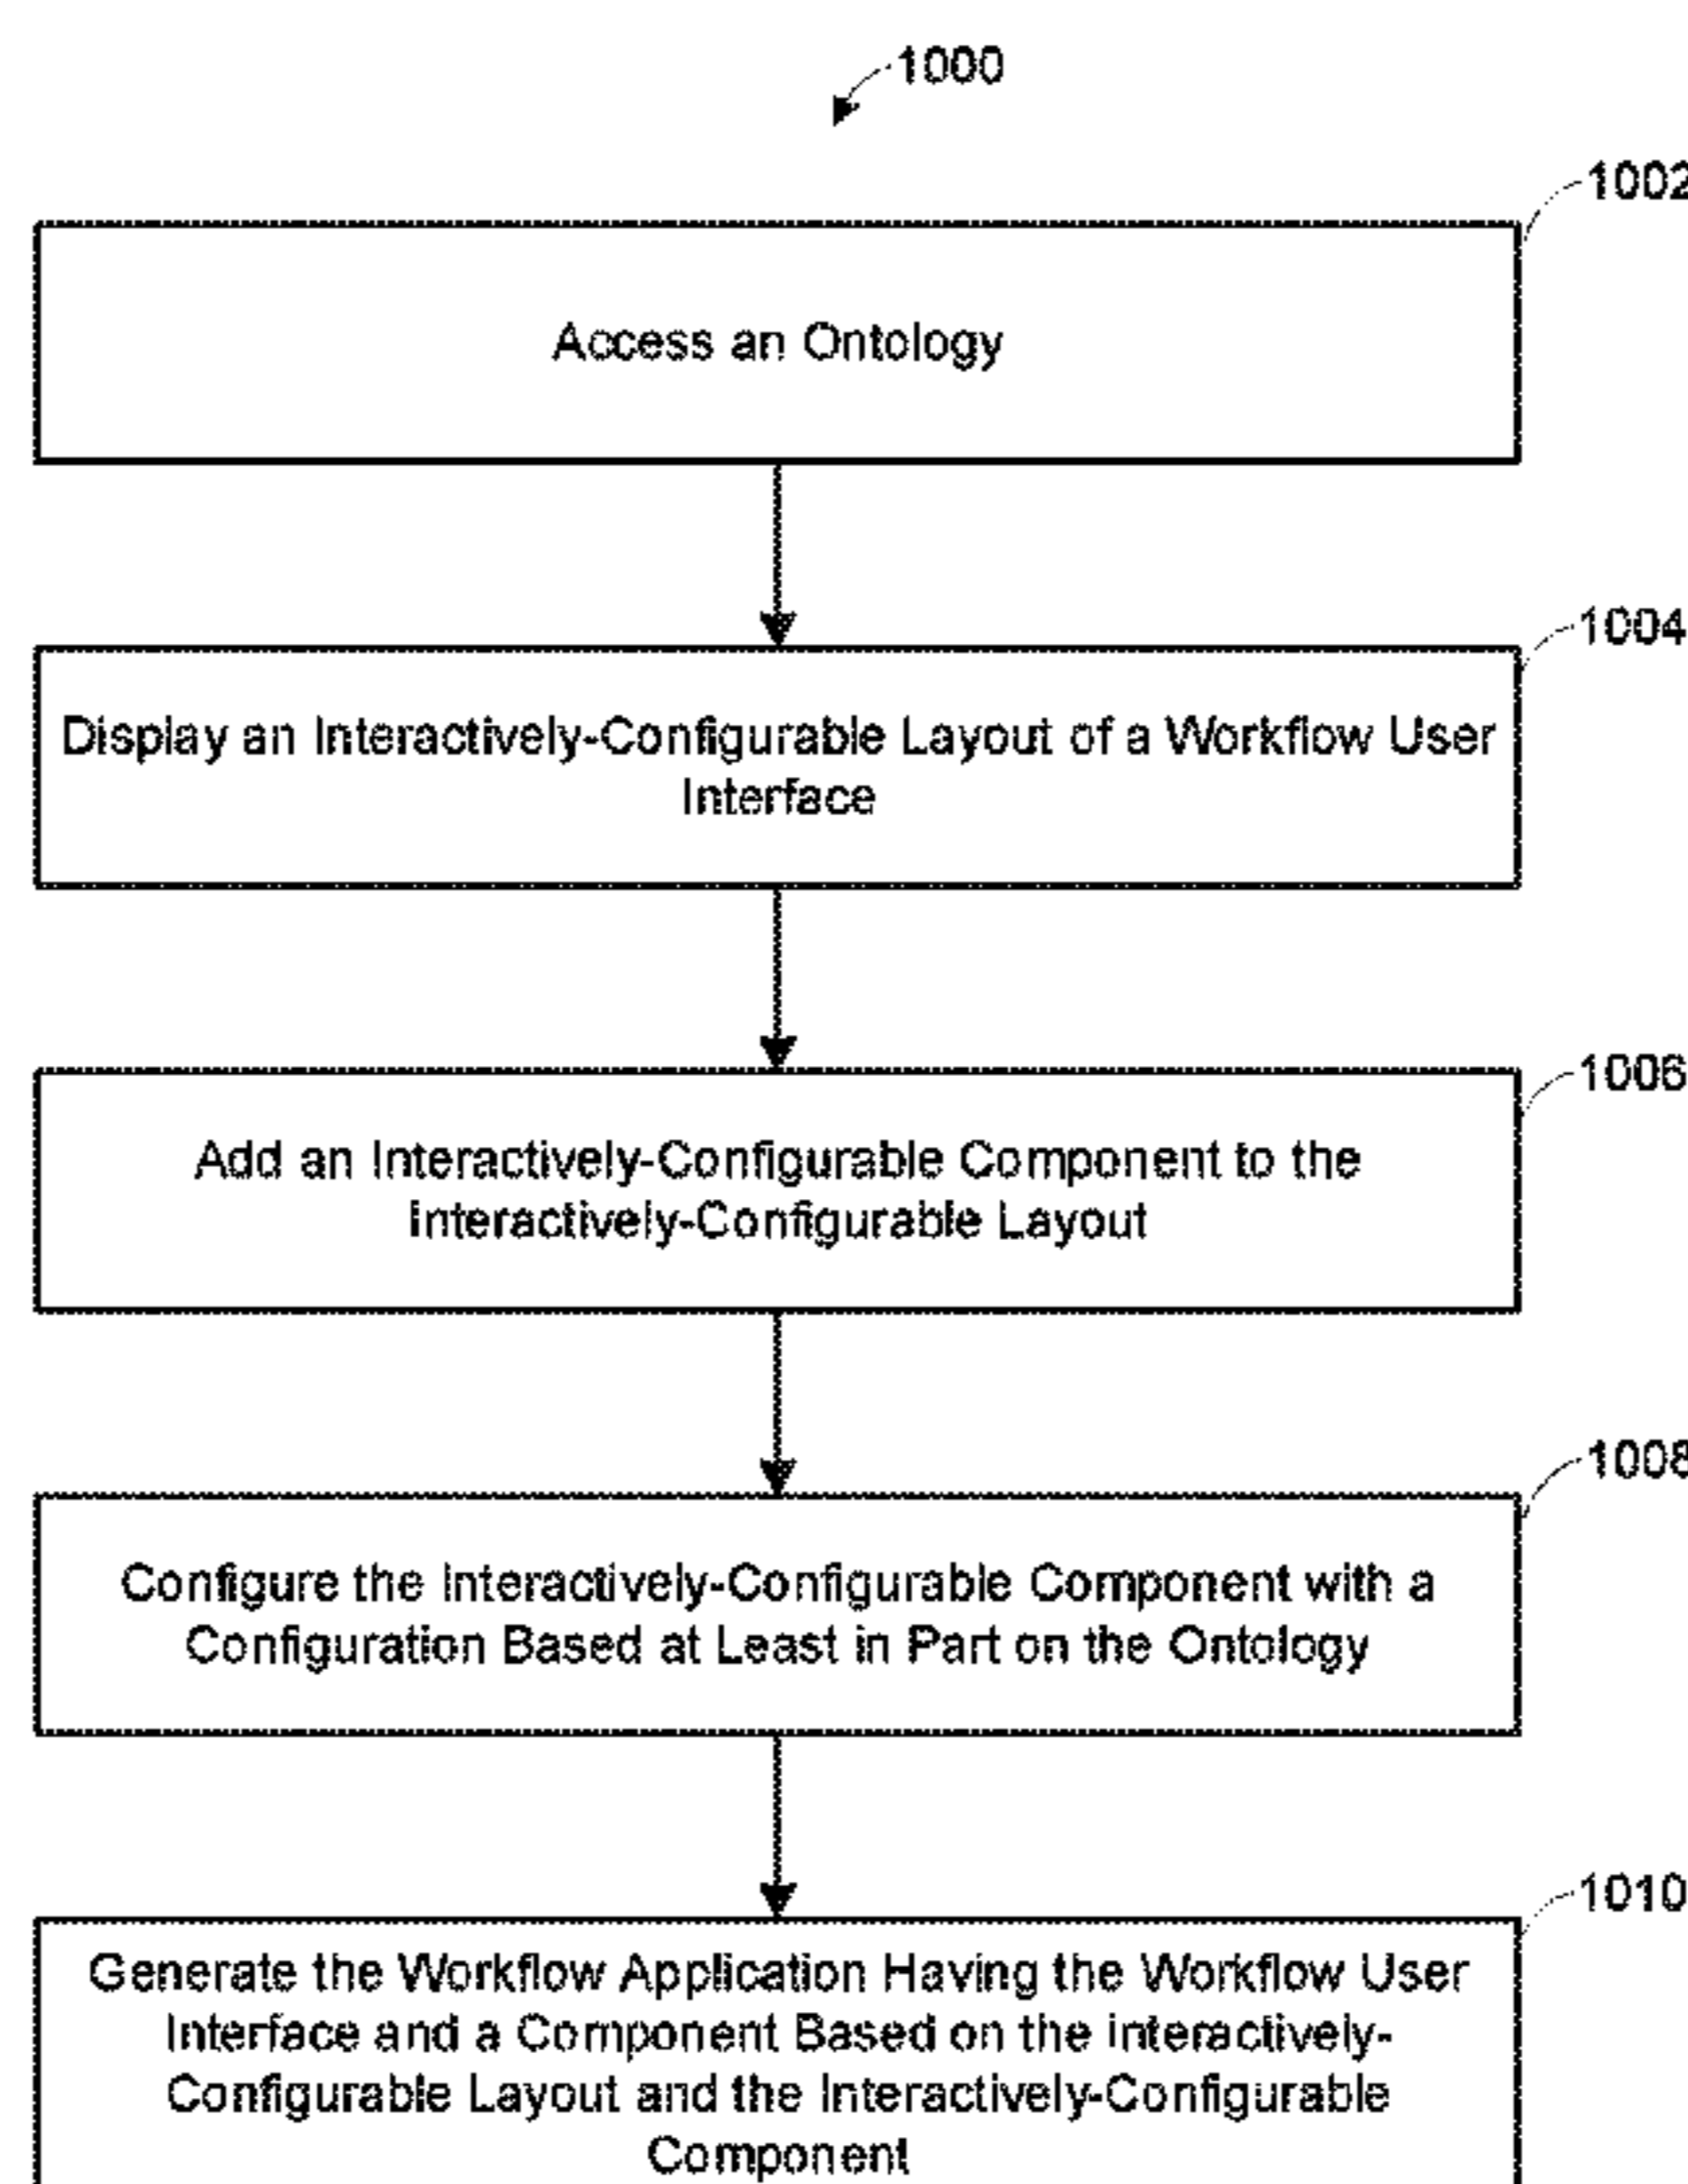 1000
1002
Access an Ontology
1004
Display an Interactively-Configurable Layout of a Workflow User
Interface
1006
Add an Interactively-Configurable Component to the
Interactively-Configurable Layout
1008
Configure the Interactively-Configurable Component with a
Configuration Based at Least in Part on the Ontology
1010
Generate the Workflow Application Having the Workflow User
Interface and a Component Based on the Interactively-
Configurable Layout and the Interactively-Configurable
Component